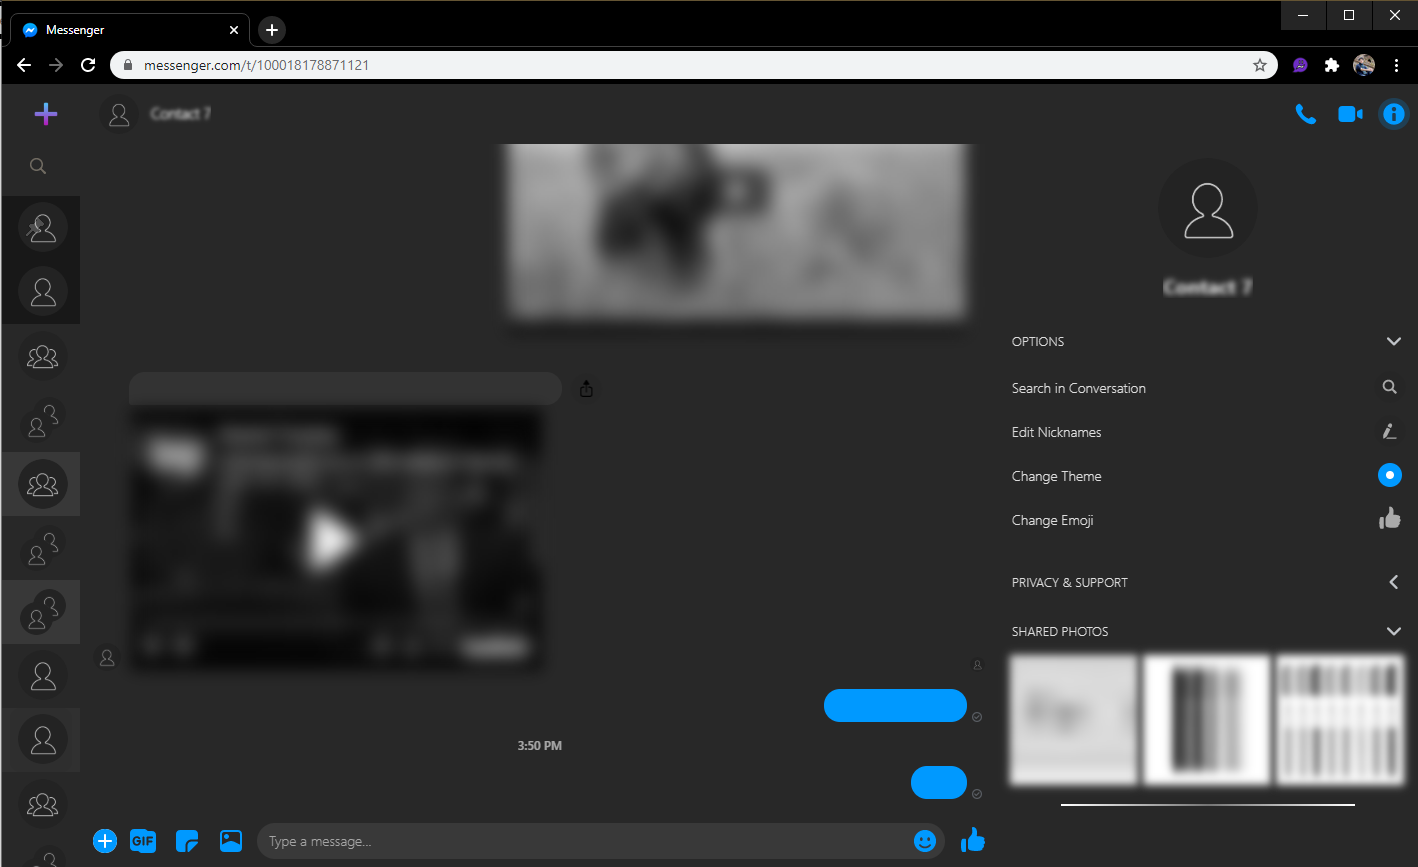 Messenger
messenger.com/t/100018178871121
Contact 7
Contact 7
OPTIONS
Search in Conversation
Edit Nicknames
Change Theme
Change Emoji
PRIVACY & SUPPORT
SHARED PHOTOS
3:50 PM
GIF
Type a message...